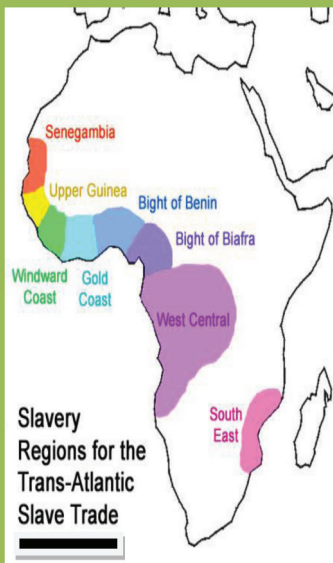 Senegambia
Upper Guinea
Bight of Benin
Bight of Biafra
Windward
Coast
Gold
Coast
West Central
South
East
Slavery
Regions for the
Trans-Atlantic
Slave Trade